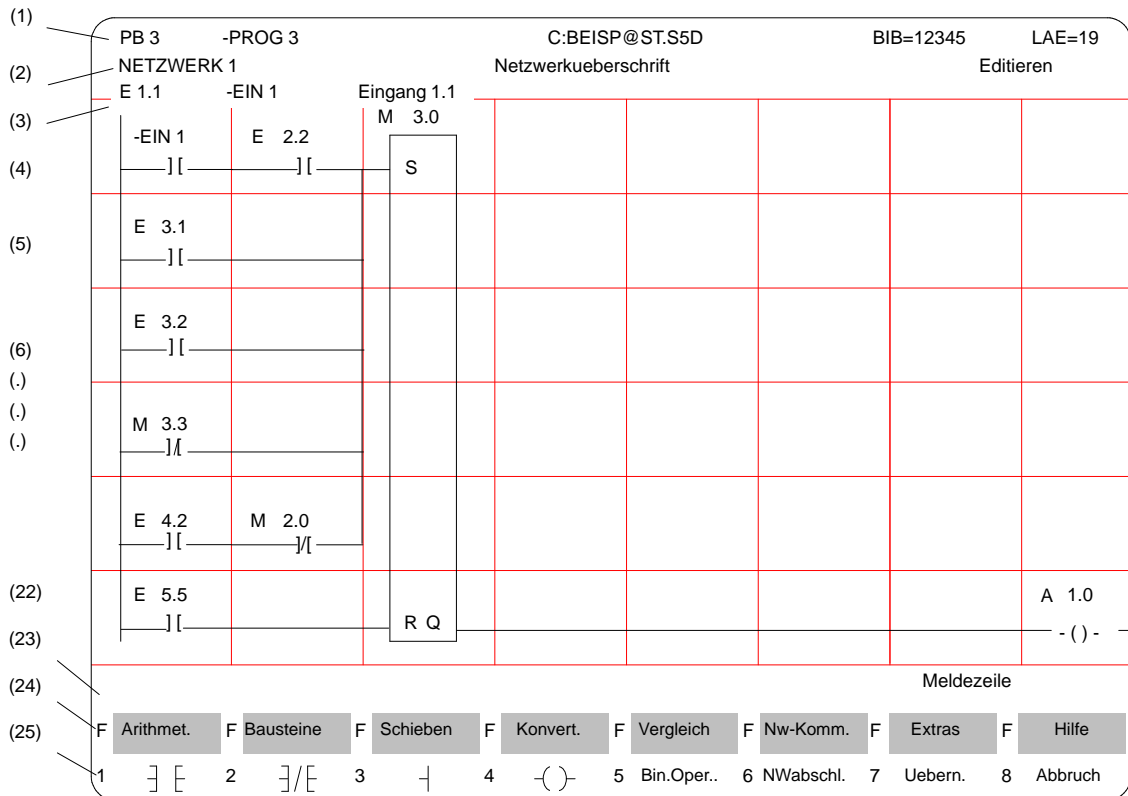 (1)
PB 3 -PROG 3 C:BEISP@ST.S5D BIB=12345 LAE=19
(2) NETZWERK 1 Netzwerkueberschrift Editieren
E 1.1 -EIN 1 Eingang 1.1
(3) M 3.0
-EIN 1 E 2.2
(4) ] [ ] [ S
E 3.1
(5) ] [
E 3.2
(6) ] [
(.)
(.)
M 3.3
(.) ]/[
E 4.2 M 2.0
] [ ]/[
(22) E 5.5 A 1.0
] [ R Q - ( ) -
(23)
(24) Meldezeile
(25) F Arithmet. F Bausteine F Schieben F Konvert. F Vergleich F Nw-Komm. F Extras F Hilfe
1 ] [ 2 ]/[ 3 ┤ 4 -( )- 5 Bin.Oper.. 6 NWabschl. 7 Uebern. 8 Abbruch